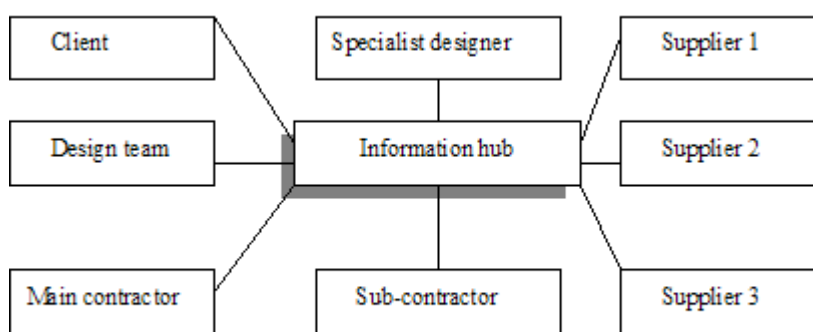 Client
Specialist designer
Supplier 1
Design team
Information hub
Supplier 2
Main contractor
Sub-contractor
Supplier 3